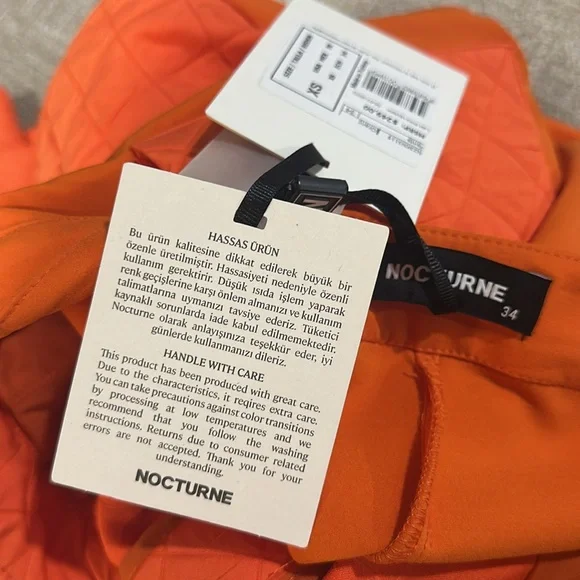 HASSAS ÜRÜN
Bu ürün kalitesine dikkat edilerek büyük bir
özenle üretilmiştir. Hassasiyeti nedeniyle özenli
kullanım gerektirir. Düşük ısıda işlem yaparak
renk geçişlerine karşı önlem almanızı ve kullanım
talimatlarına uymanızı tavsiye ederiz. Tüketici
kaynaklı sorunlarda iade kabul edilmemektedir.
Nocturne olarak anlayışınıza teşekkür eder, iyi
günlerde kullanmanızı dileriz.
HANDLE WITH CARE
This product has been produced with great care.
Due to the characteristics, it reqires extra care.
You can take precautions against color transitions
by processing at low temperatures and we
recommend that you follow the washing
instructions. Returns due to consumer related
errors are not accepted. Thank you for your
understanding.
NOCTURNE
NOCTURNE
34
XS